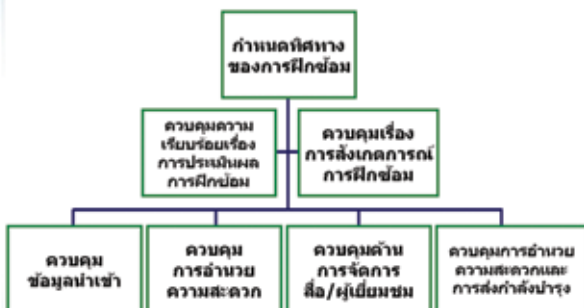 กำหนดทิศทาง
ของการฝึกซ้อม
ควบคุมความ
เรียบร้อยเรื่อง
การประเมินผล
การฝึกซ้อม
ควบคุมเรื่อง
การสังเกตการณ์
การฝึกซ้อม
ควบคุม
ข้อมูลนำเข้า
ควบคุม
การอำนวย
ความสะดวก
ควบคุมด้าน
การจัดการ
สื่อ/ผู้เยี่ยมชม
ควบคุมการอำนวย
ความสะดวกและ
การส่งกำลังบำรุง